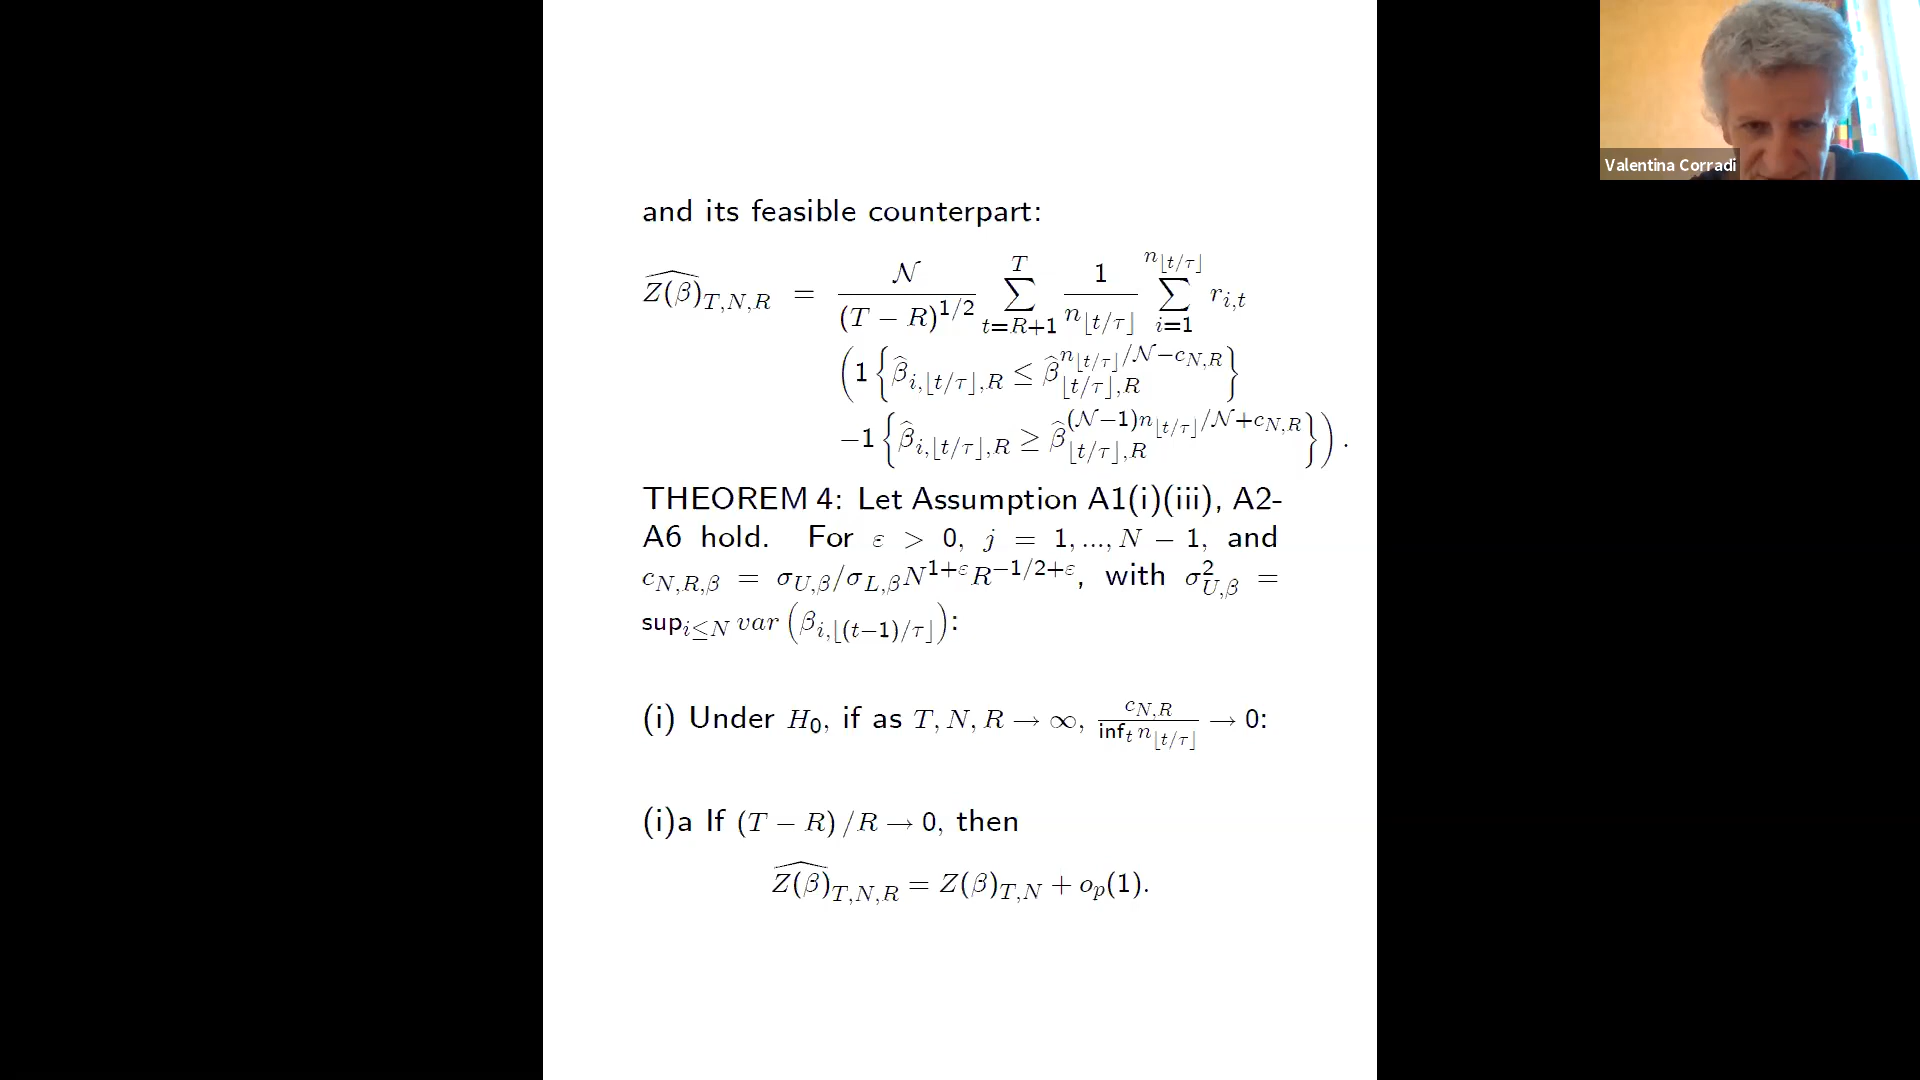 Valentina Corradi
and its feasible counterpart:
$\widehat{Z(\beta)}_{T,N,R} = \frac{\mathcal{N}}{(T-R)^{1/2}} \sum_{t=R+1}^{T} \frac{1}{n_{\lfloor t/\tau \rfloor}} \sum_{i=1}^{n_{\lfloor t/\tau \rfloor}} r_{i,t}$
$\left( 1 \left\{ \widehat{\beta}_{i,\lfloor t/\tau \rfloor,R} \leq \widehat{\beta}_{\lfloor t/\tau \rfloor,R}^{n_{\lfloor t/\tau \rfloor}/\mathcal{N}-c_{N,R}} \right\} \right.$
$\left. -1 \left\{ \widehat{\beta}_{i,\lfloor t/\tau \rfloor,R} \geq \widehat{\beta}_{\lfloor t/\tau \rfloor,R}^{(\mathcal{N}-1)n_{\lfloor t/\tau \rfloor}/\mathcal{N}+c_{N,R}} \right\} \right).$
THEOREM 4: Let Assumption A1(i)(iii), A2-
A6 hold. For $\varepsilon > 0,$ $j = 1, ..., N-1,$ and
$c_{N,R,\beta} = \sigma_{U,\beta}/\sigma_{L,\beta} N^{1+\varepsilon} R^{-1/2+\varepsilon}$, with $\sigma_{U,\beta}^2 =$
$\sup_{i \leq N} var \left( \beta_{i,\lfloor (t-1)/\tau \rfloor} \right)$:
(i) Under $H_0$, if as $T, N, R \to \infty$, $\frac{c_{N,R}}{\inf_t n_{\lfloor t/\tau \rfloor}} \to 0$:
(i)a If $(T-R)/R \to 0$, then
$\widehat{Z(\beta)}_{T,N,R} = Z(\beta)_{T,N} + o_p(1).$